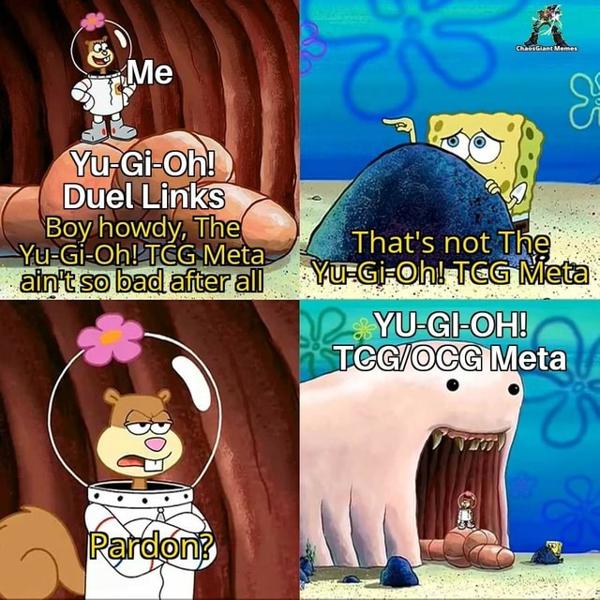 Me
Yu-Gi-Oh!
Duel Links
Boy howdy, The
Yu-Gi-Oh! TCG Meta
ain't so bad after all
ChaosGiant Memes
That's not The
Yu-Gi-Oh! TCG Meta
Pardon?
YU-GI-OH!
TCG/OCG Meta